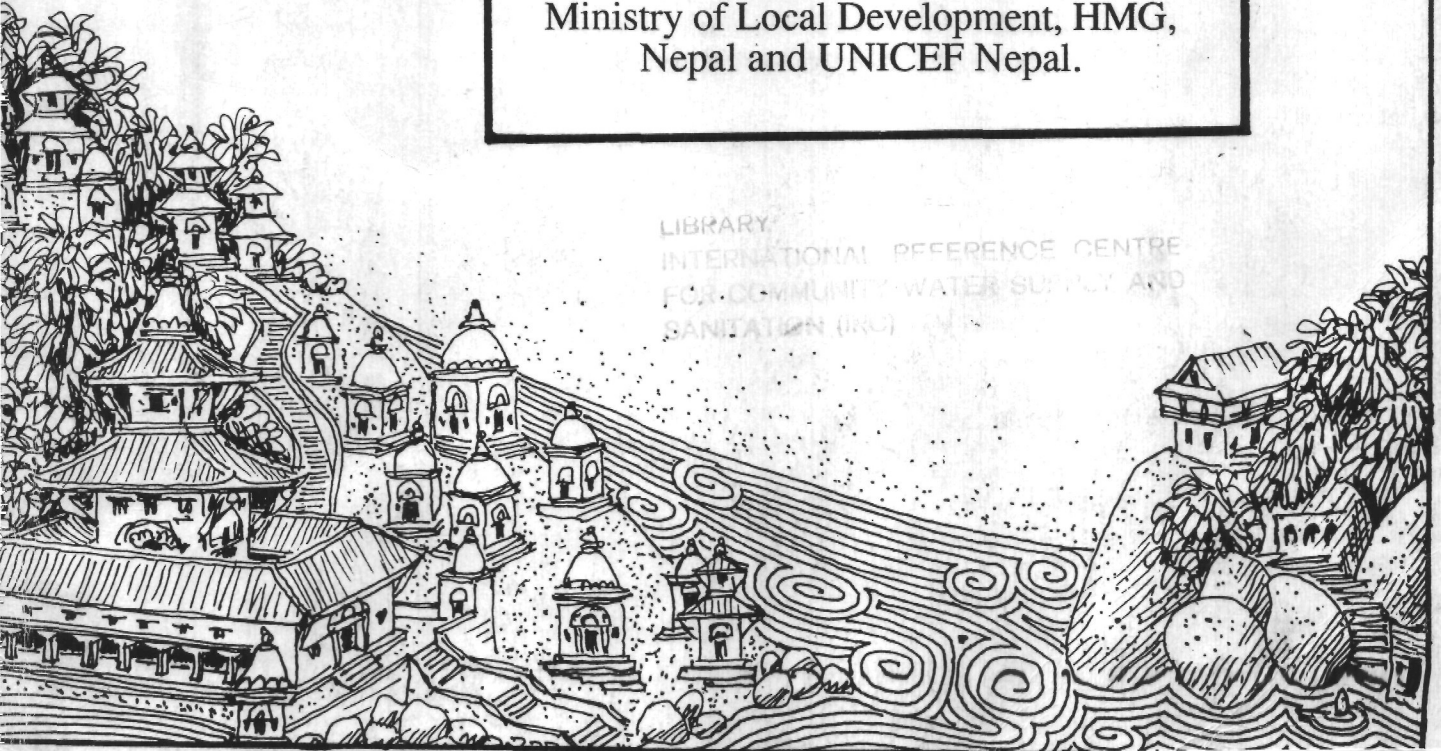 Ministry of Local Development, HMG,
Nepal and UNICEF Nepal.
LIBRARY
INTERNATIONAL REFERENCE CENTRE
FOR COMMUNITY WATER SUPPLY AND
SANITATION (IRC)